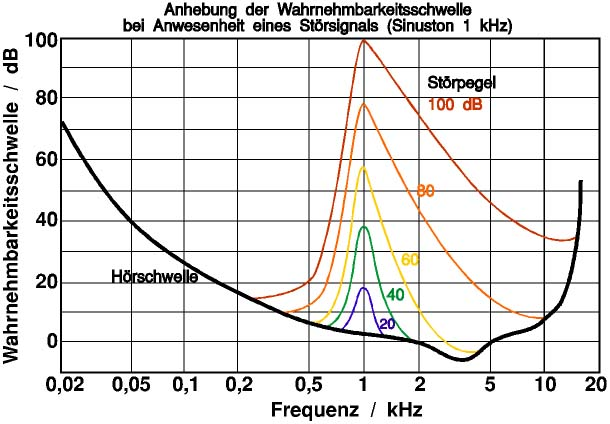 Anhebung der Wahrnehmbarkeitsschwelle
bei Anwesenheit eines Störsignals (Sinuston 1 kHz)
Wahrnehmbarkeitsschwelle / dB
100
80
60
40
20
0
Störpegel
100 dB
80
60
40
20
Hörschwelle
0,02 0,05 0,1 0,2 0,5 1 2 5 10 20
Frequenz / kHz